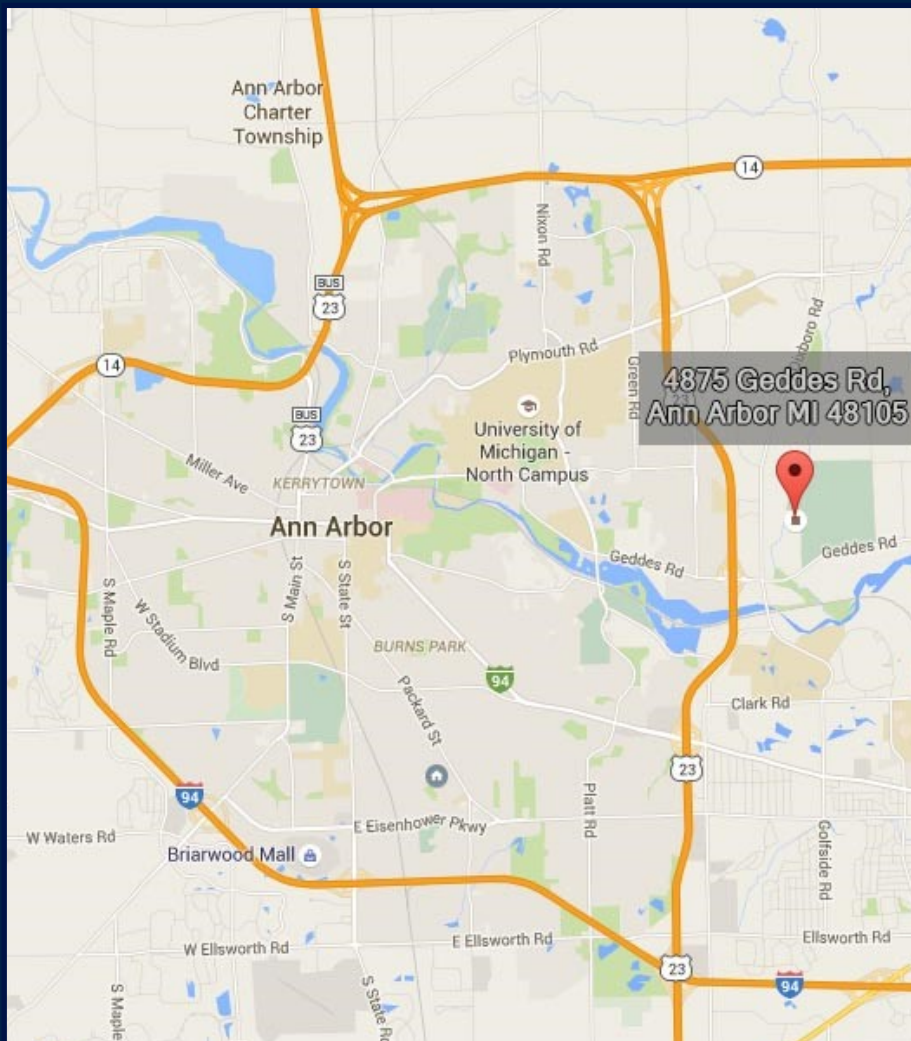 Ann Arbor
Charter
Township
14
Nixon Rd
BUS
23
Plymouth Rd
14
Green Rd
4875 Geddes Rd,
Ann Arbor MI 48105
BUS
23
University of
Michigan -
North Campus
Miller Ave
KERRYTOWN
Ann Arbor
Geddes Rd
Geddes Rd
S Main St
S State St
S Maple Rd
W Stadium Blvd
BURNS PARK
94
Packard St
Clark Rd
23
94
Platt Rd
E Eisenhower Pkwy
W Waters Rd
Golfside Rd
Briarwood Mall
W Ellsworth Rd
E Ellsworth Rd
Ellsworth Rd
23
94
S Maple
S State Rd